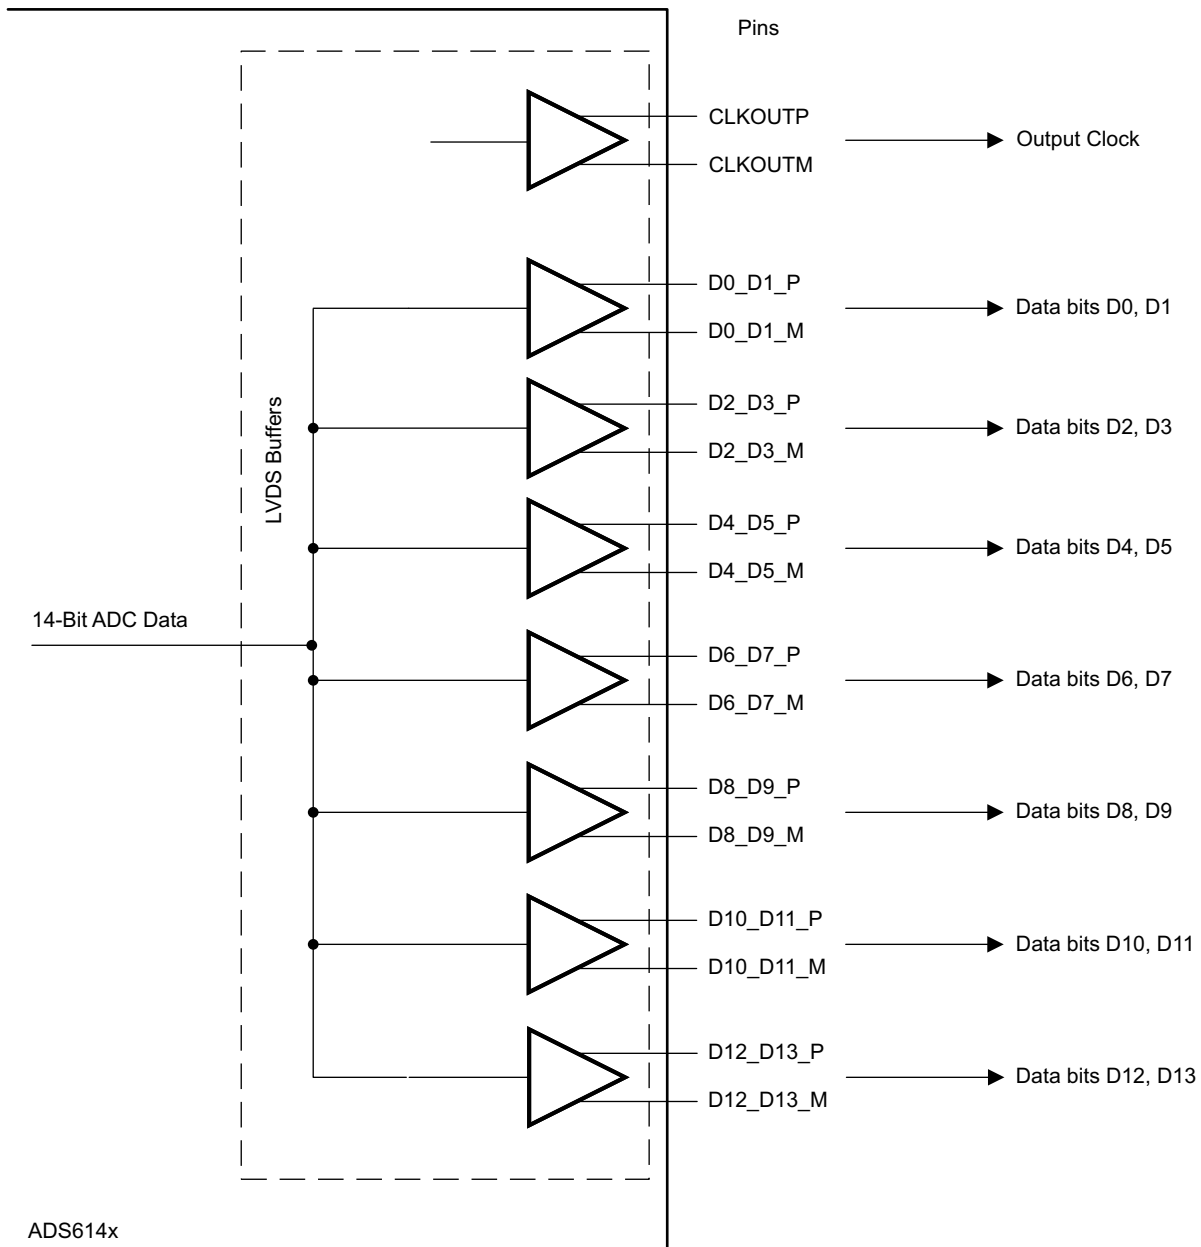 Pins
CLKOUTP
CLKOUTM
Output Clock
D0_D1_P
D0_D1_M
Data bits D0, D1
D2_D3_P
D2_D3_M
Data bits D2, D3
LVDS Buffers
D4_D5_P
D4_D5_M
Data bits D4, D5
14-Bit ADC Data
D6_D7_P
D6_D7_M
Data bits D6, D7
D8_D9_P
D8_D9_M
Data bits D8, D9
D10_D11_P
D10_D11_M
Data bits D10, D11
D12_D13_P
D12_D13_M
Data bits D12, D13
ADS614x